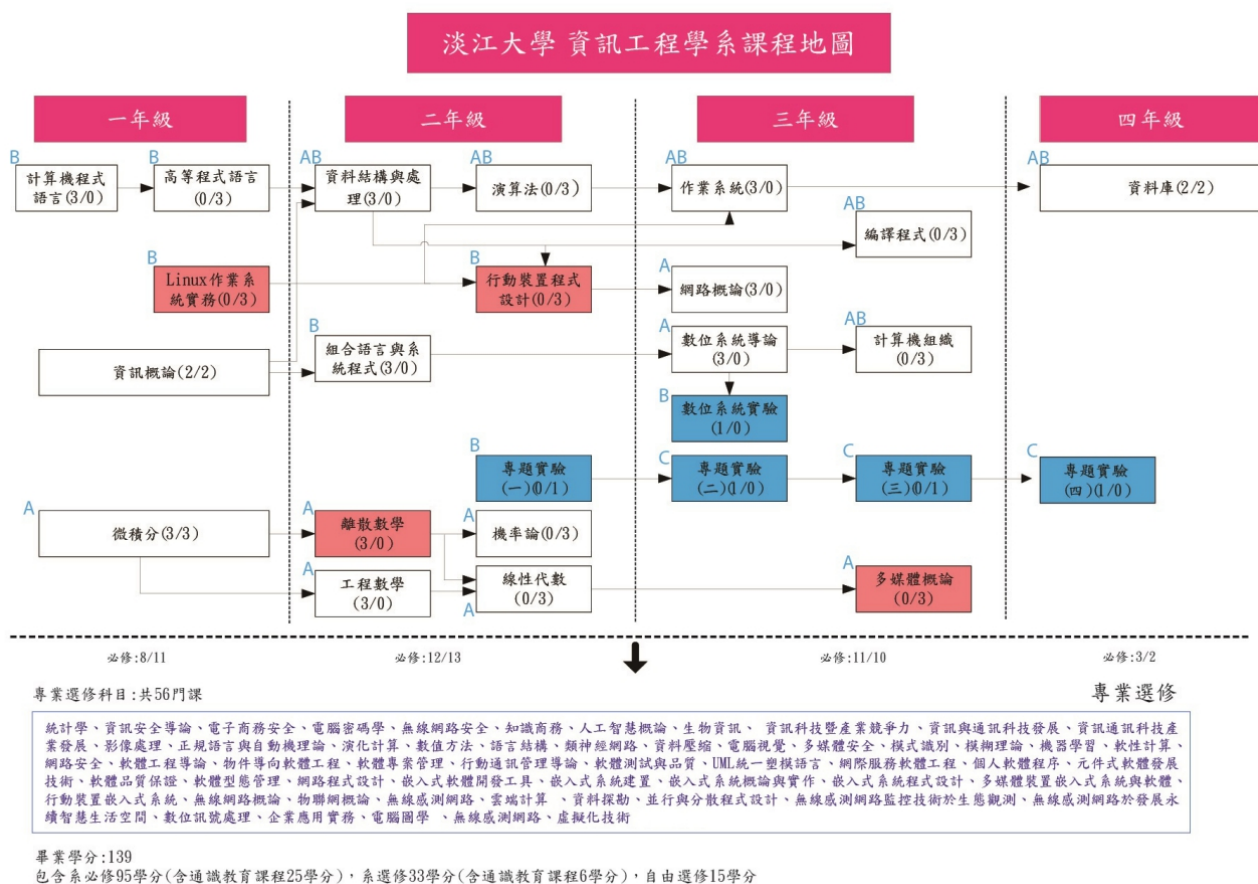 淡江大學 資訊工程學系課程地圖
一年級
二年級
三年級
四年級
B
計算機程式
語言(3/0)
B
高等程式語言
(0/3)
AB
資料結構與處
理(3/0)
AB
演算法(0/3)
AB
作業系統(3/0)
AB
資料庫(2/2)
AB
編譯程式(0/3)
B
Linux作業系
統實務(0/3)
B
行動裝置程式
設計(0/3)
A
網路概論(3/0)
資訊概論(2/2)
B
組合語言與系
統程式(3/0)
A
數位系統導論
(3/0)
AB
計算機組織
(0/3)
B
數位系統實驗
(1/0)
B
專題實驗
(一)(0/1)
C
專題實驗
(二)(1/0)
C
專題實驗
(三)(0/1)
C
專題實驗
(四)(1/0)
A
微積分(3/3)
A
離散數學
(3/0)
A
機率論(0/3)
工程數學
(3/0)
線性代數
(0/3)
A
A
多媒體概論
(0/3)
必修:8/11
必修:12/13
必修:11/10
必修:3/2
專業選修科目:共56門課
專業選修
統計學、資訊安全導論、電子商務安全、電腦密碼學、無線網路安全、知識商務、人工智慧概論、生物資訊、 資訊科技暨產業競爭力、資訊與通訊科技發展、資訊通訊科技產
業發展、影像處理、正規語言與自動機理論、演化計算、數值方法、語言結構、類神經網路、資料壓縮、電腦視覺、多媒體安全、模式識別、模糊理論、機器學習、軟性計算、
網路安全、軟體工程導論、物件導向軟體工程、軟體專案管理、行動通訊管理導論、軟體測試與品質、UML統一塑模語言、網際服務軟體工程、個人軟體程序、元件式軟體發展
技術、軟體品質保證、軟體型態管理、網路程式設計、嵌入式軟體開發工具、嵌入式系統建置、嵌入式系統概論與實作、嵌入式系統程式設計、多媒體裝置嵌入式系統與軟體、
行動裝置嵌入式系統、無線網路概論、物聯網概論、無線感測網路、雲端計算 、資料探勘、並行與分散程式設計、無線感測網路監控技術於生態觀測、無線感測網路於發展永
續智慧生活空間、數位訊號處理、企業應用實務、電腦圖學 、無線感測網路、虛擬化技術
畢業學分:139
包含系必修95學分(含通識教育課程25學分)，系選修33學分(含通識教育課程6學分)，自由選修15學分